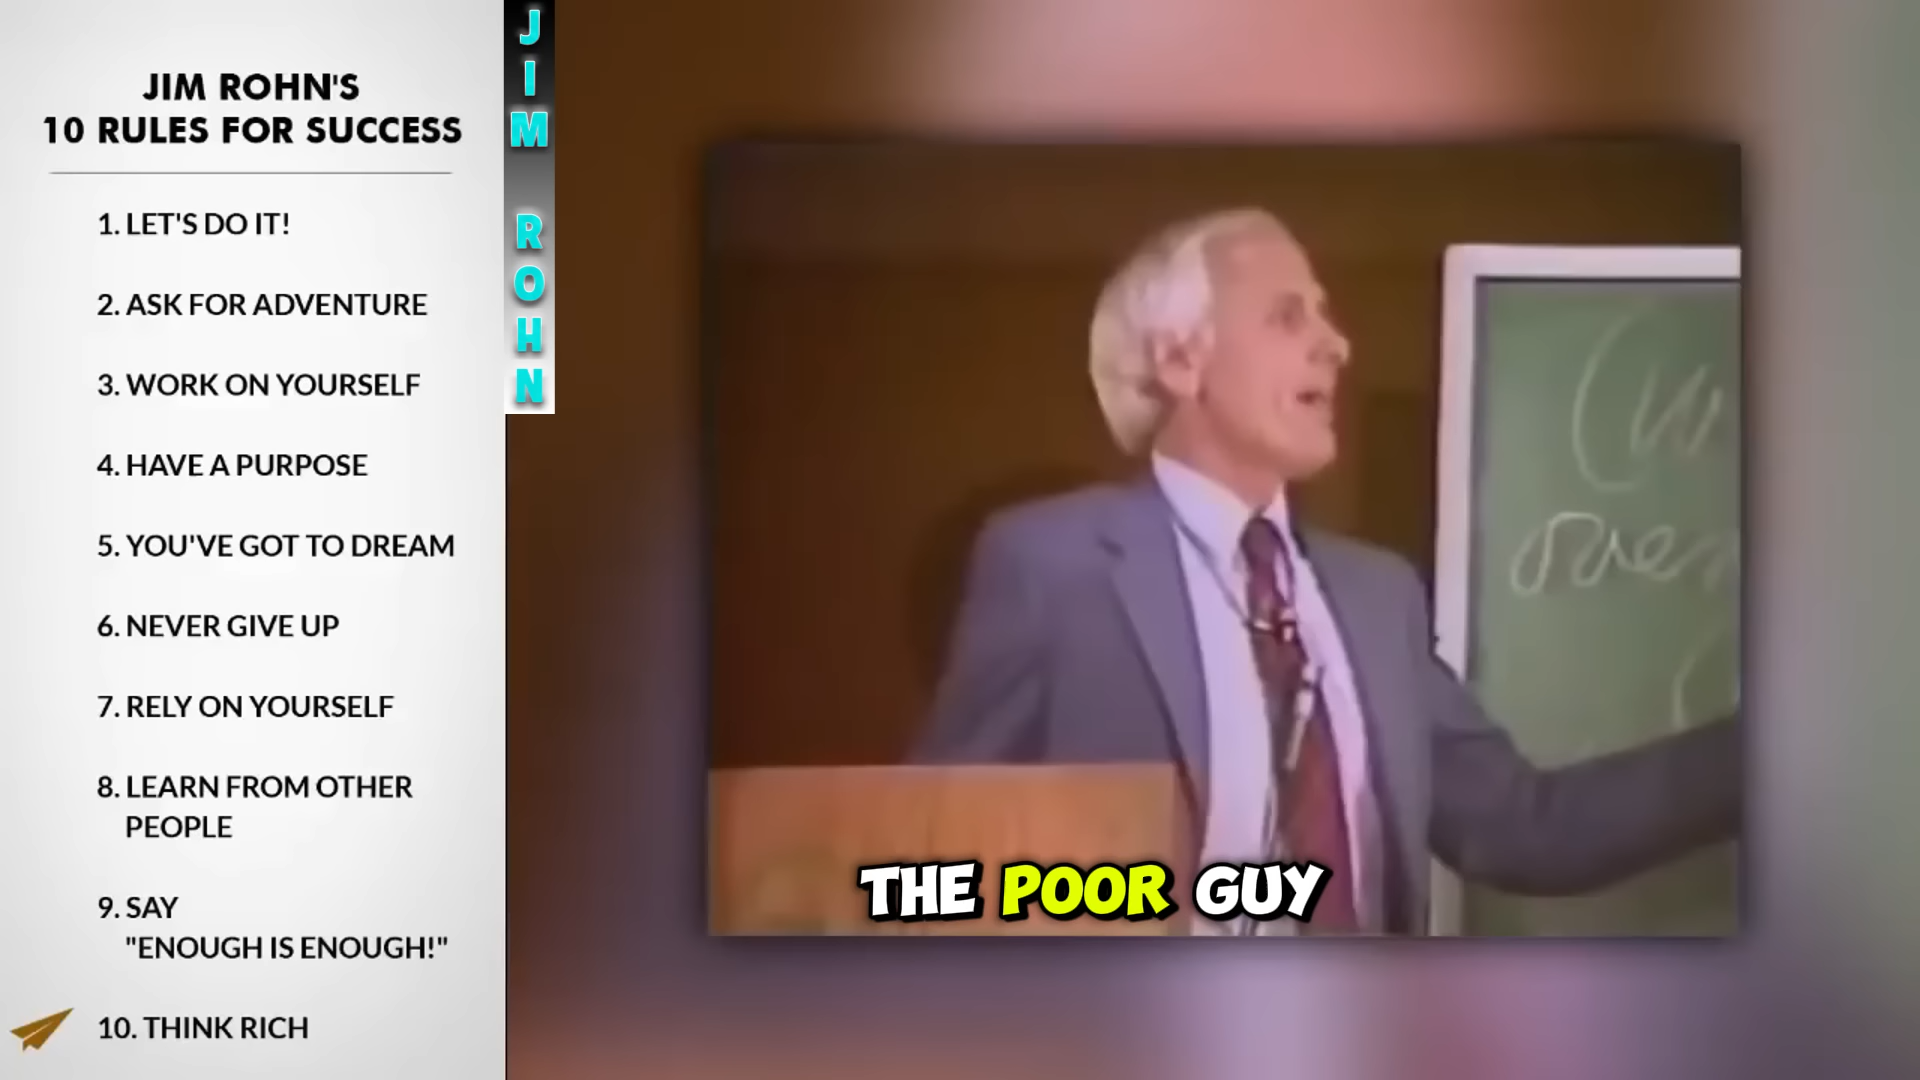 JIM ROHN'S
10 RULES FOR SUCCESS
1. LET'S DO IT!
2. ASK FOR ADVENTURE
3. WORK ON YOURSELF
4. HAVE A PURPOSE
5. YOU'VE GOT TO DREAM
6. NEVER GIVE UP
7. RELY ON YOURSELF
8. LEARN FROM OTHER
PEOPLE
9. SAY
"ENOUGH IS ENOUGH!"
10. THINK RICH
JIM ROHN
THE POOR GUY